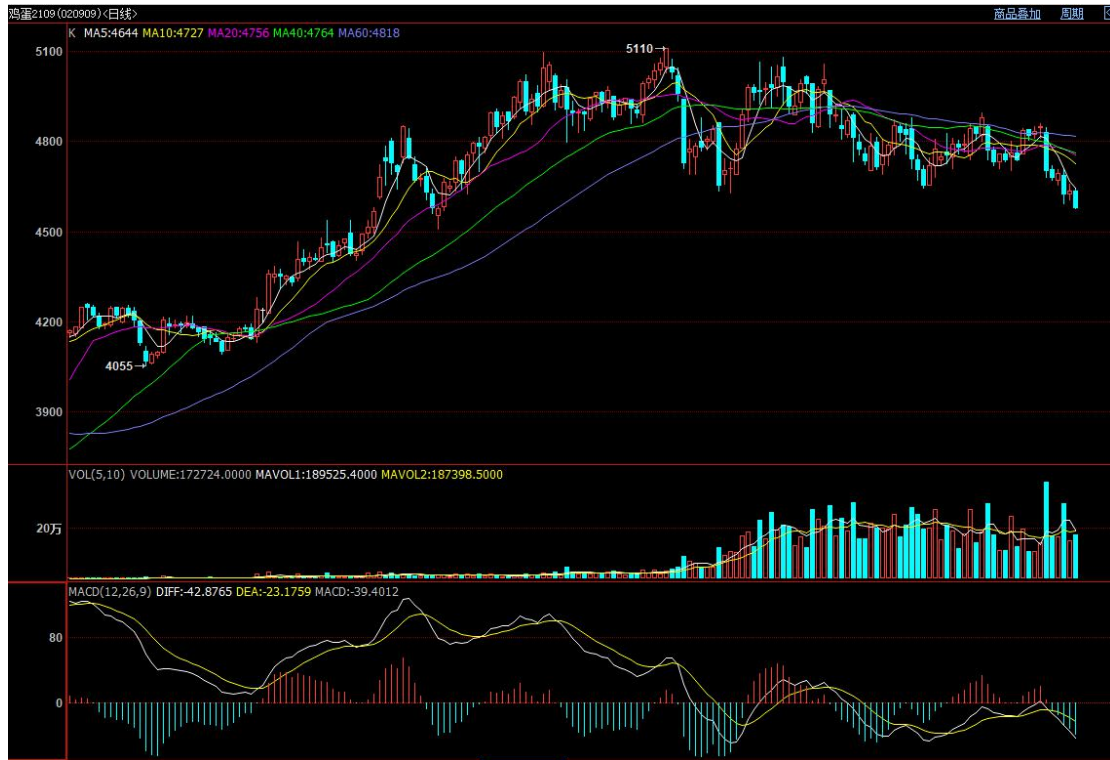 鸡蛋2109(020909)<日线> 商品叠加 周期
K MA5:4644 MA10:4727 MA20:4756 MA40:4764 MA60:4818
5100
5110
4800
4500
4200
4055
3900
VOL(5,10) VOLUME:172724.0000 MAVOL1:189525.4000 MAVOL2:187398.5000
20万
MACD(12,26,9) DIFF:-42.8765 DEA:-23.1759 MACD:-39.4012
80
0